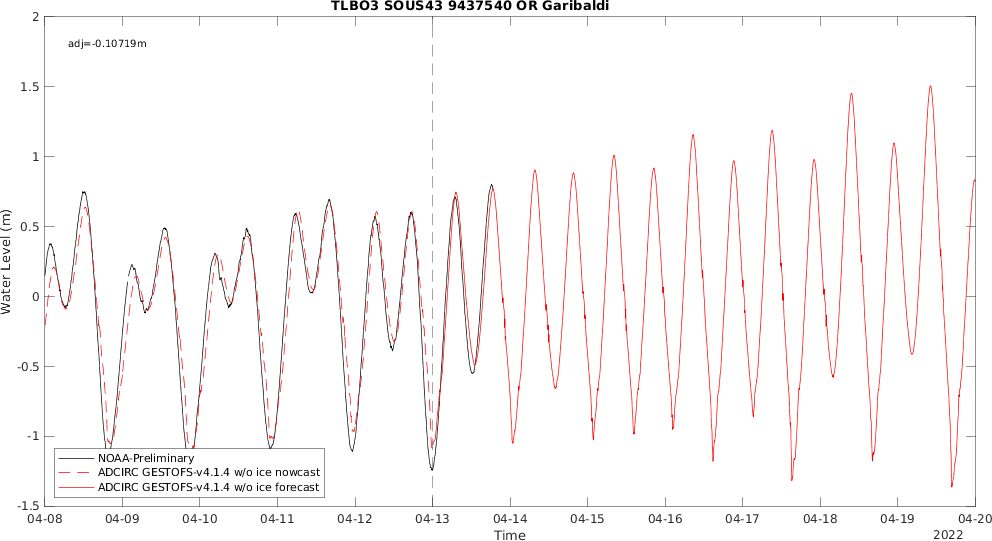 TLBO3 SOUS43 9437540 OR Garibaldi
2
adj=-0.10719m
1.5
1
0.5
0
-0.5
-1
-1.5
Water Level (m)
NOAA-Preliminary
ADCIRC GESTOFS-v4.1.4 w/o ice nowcast
ADCIRC GESTOFS-v4.1.4 w/o ice forecast
04-08 04-09 04-10 04-11 04-12 04-13 04-14 04-15 04-16 04-17 04-18 04-19 04-20
Time
2022